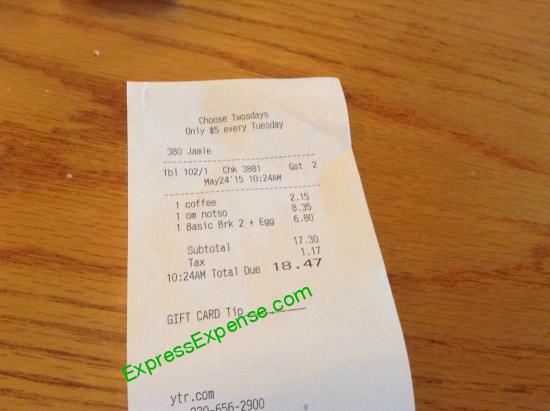 Choose Twosdays
Only $5 every Tuesday
380 Jamie
Tbl 102/1 Chk 3881 Gst 2
May24'15 10:24AM
1 coffee 2.15
1 om notso 8.35
1 Basic Brk 2 + Egg 6.80
Subtotal 17.30
Tax 1.17
10:24AM Total Due 18.47
GIFT CARD Tip
ExpressExpense.com
ytr.com
330-656-2900